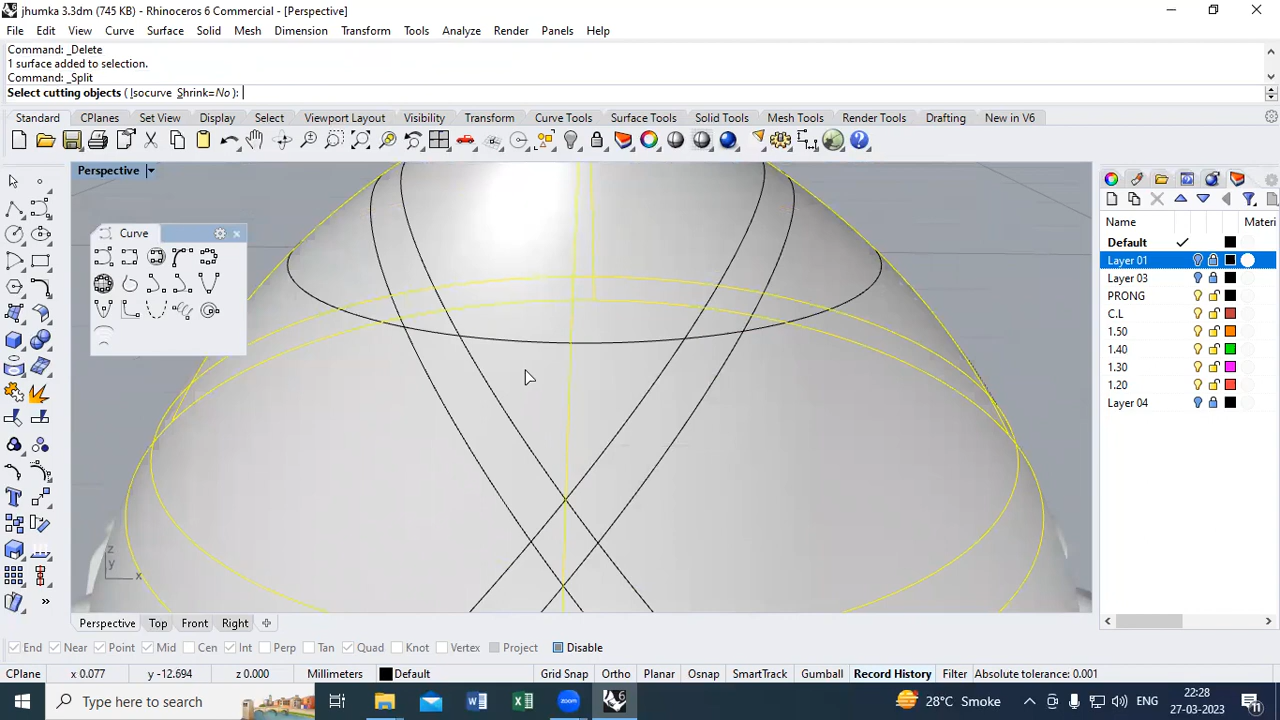 jhumka 3.3dm (745 KB) - Rhinoceros 6 Commercial - [Perspective]
File Edit View Curve Surface Solid Mesh Dimension Transform Tools Analyze Render Panels Help
Command: _Delete
1 surface added to selection.
Command: _Split
Select cutting objects ( Isocurve Shrink=No ):
Standard CPlanes Set View Display Select Viewport Layout Visibility Transform Curve Tools Surface Tools Solid Tools Mesh Tools Render Tools Drafting New in V6
Perspective
Curve
Name Materi
Default
Layer 01
Layer 03
PRONG
C.L
1.50
1.40
1.30
1.20
Layer 04
z
y
x
Perspective Top Front Right
End Near Point Mid Cen Int Perp Tan Quad Knot Vertex Project Disable
CPlane x 0.077 y -12.694 z 0.000 Millimeters Default Grid Snap Ortho Planar Osnap SmartTrack Gumball Record History Filter Absolute tolerance: 0.001
Type here to search
28°C Smoke
ENG
22:28
27-03-2023
11